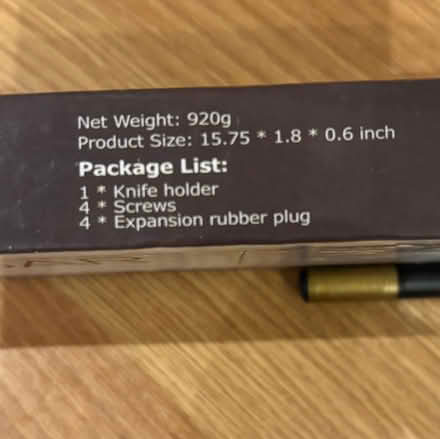 Net Weight: 920g
Product Size: 15.75 * 1.8 * 0.6 inch
Package List:
1 * Knife holder
4 * Screws
4 * Expansion rubber plug